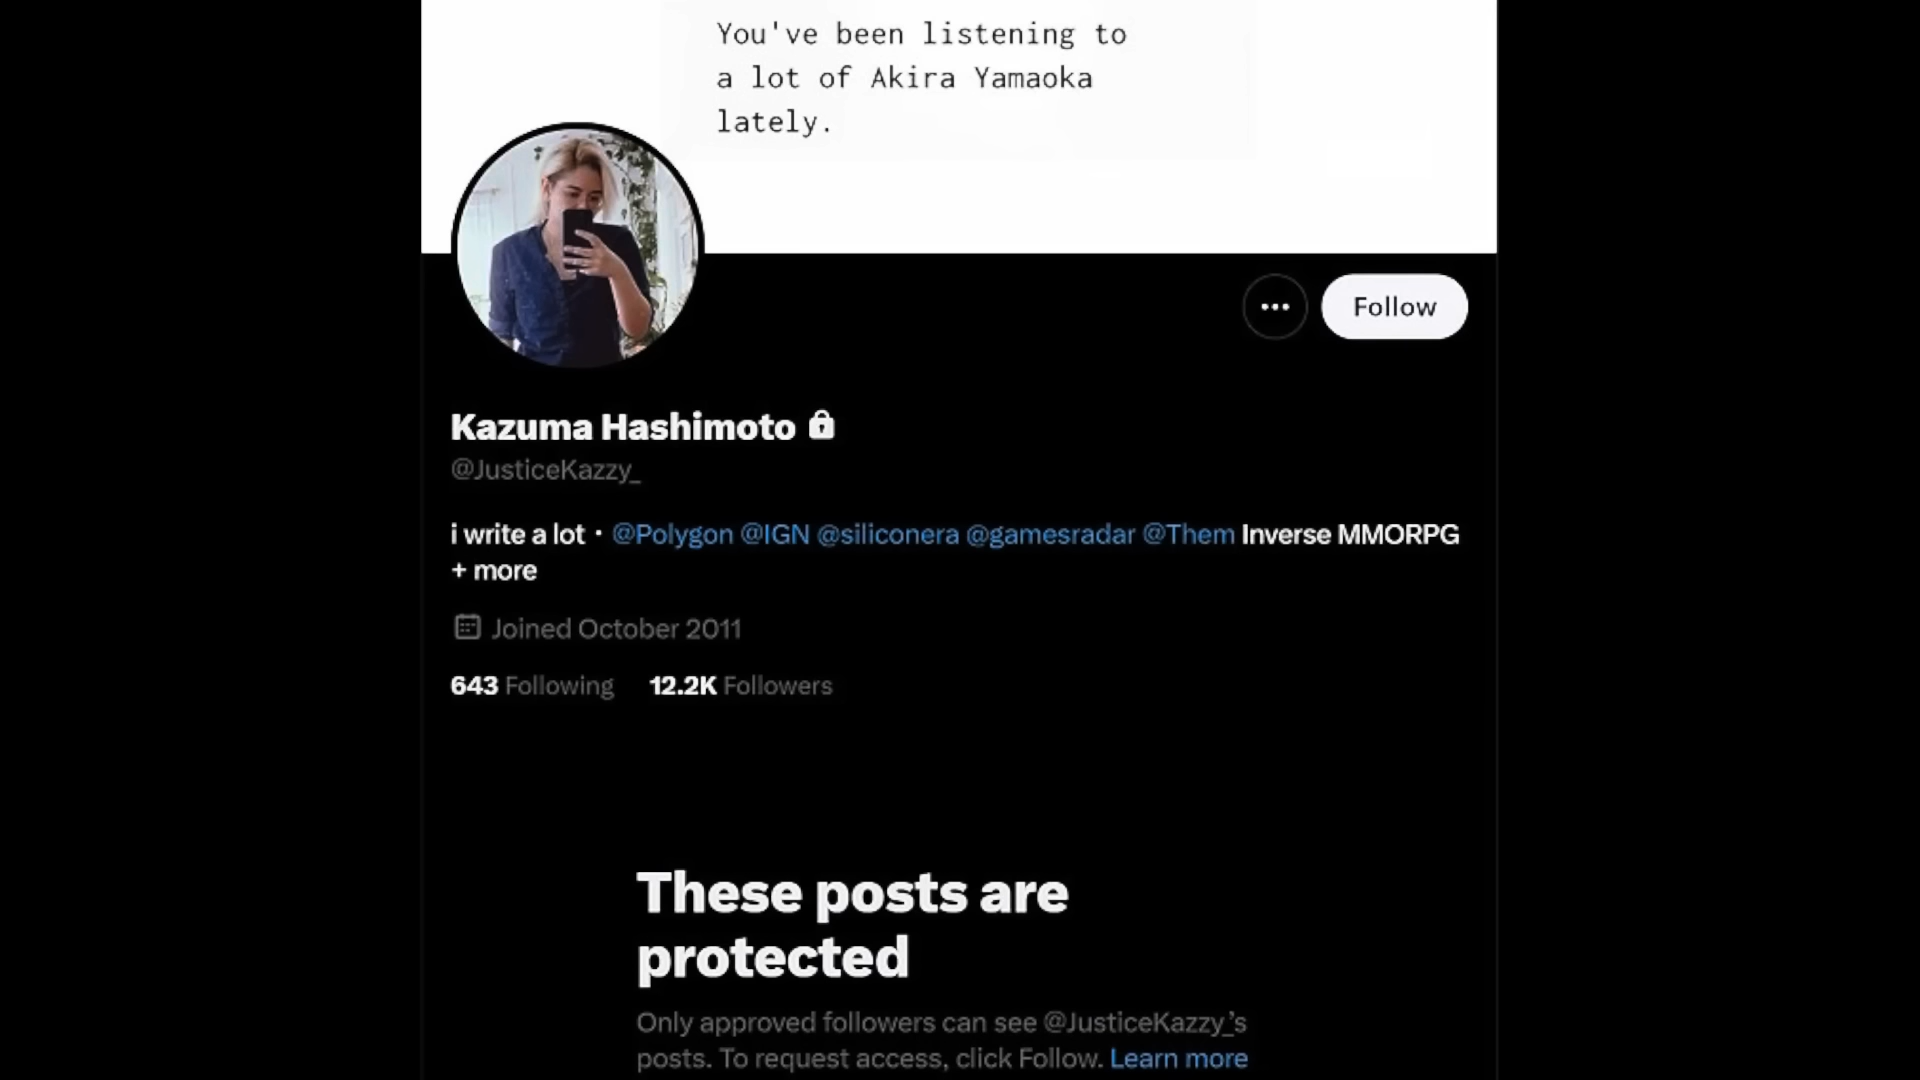 You've been listening to
a lot of Akira Yamaoka
lately.
Follow
Kazuma Hashimoto
@JusticeKazzy_
i write a lot · @Polygon @IGN @siliconera @gamesradar @Them Inverse MMORPG
+ more
Joined October 2011
643 Following 12.2K Followers
These posts are
protected
Only approved followers can see @JusticeKazzy_'s
posts. To request access, click Follow. Learn more